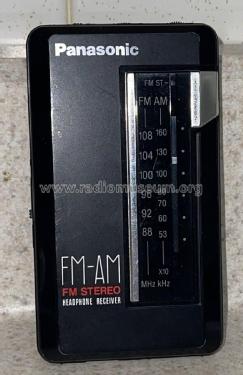 Panasonic
FM ST
FM AM
108 160
104 130
100 100
98 80
96 70
92 60
88 53
X10
MHz kHz
© www.radiomuseum.org
FM-AM
FM STEREO
HEADPHONE RECEIVER